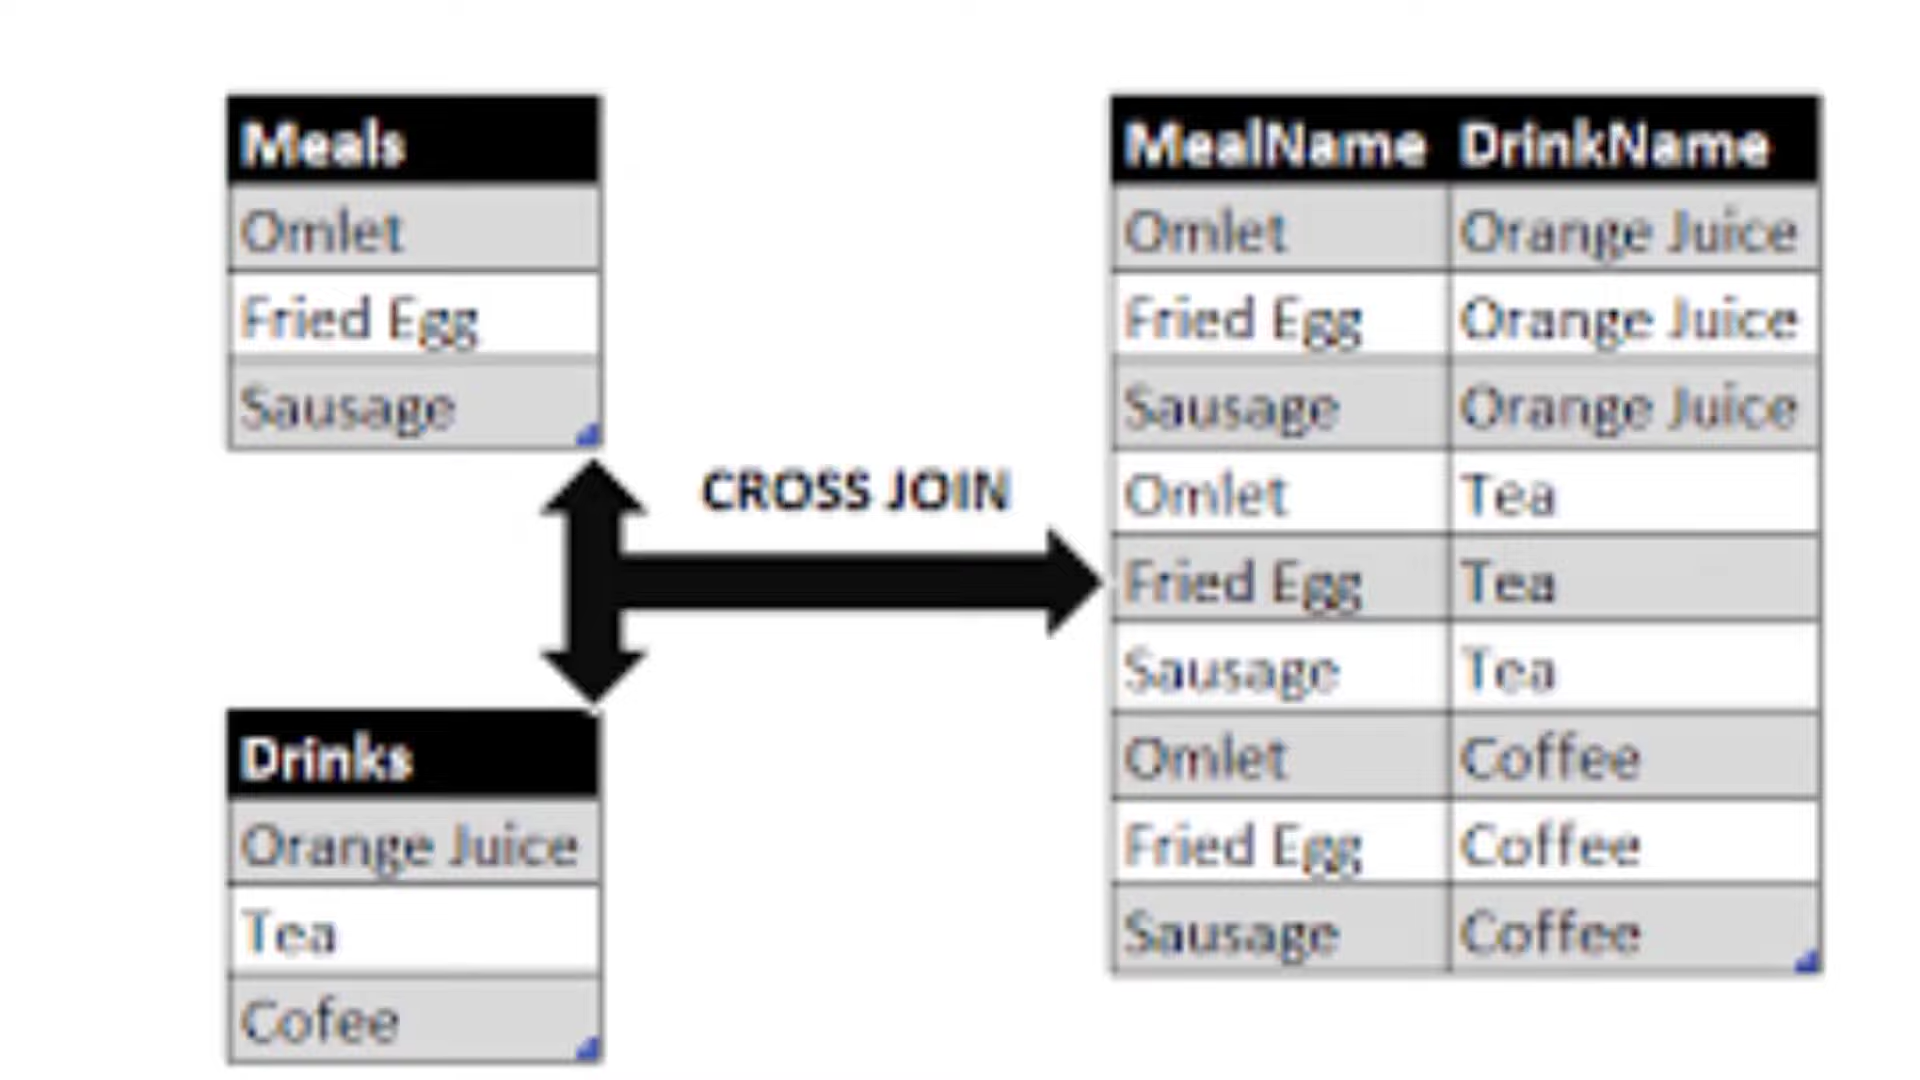 Meals
Omlet
Fried Egg
Sausage
CROSS JOIN
Drinks
Orange Juice
Tea
Cofee
MealName DrinkName
Omlet Orange Juice
Fried Egg Orange Juice
Sausage Orange Juice
Omlet Tea
Fried Egg Tea
Sausage Tea
Omlet Coffee
Fried Egg Coffee
Sausage Coffee